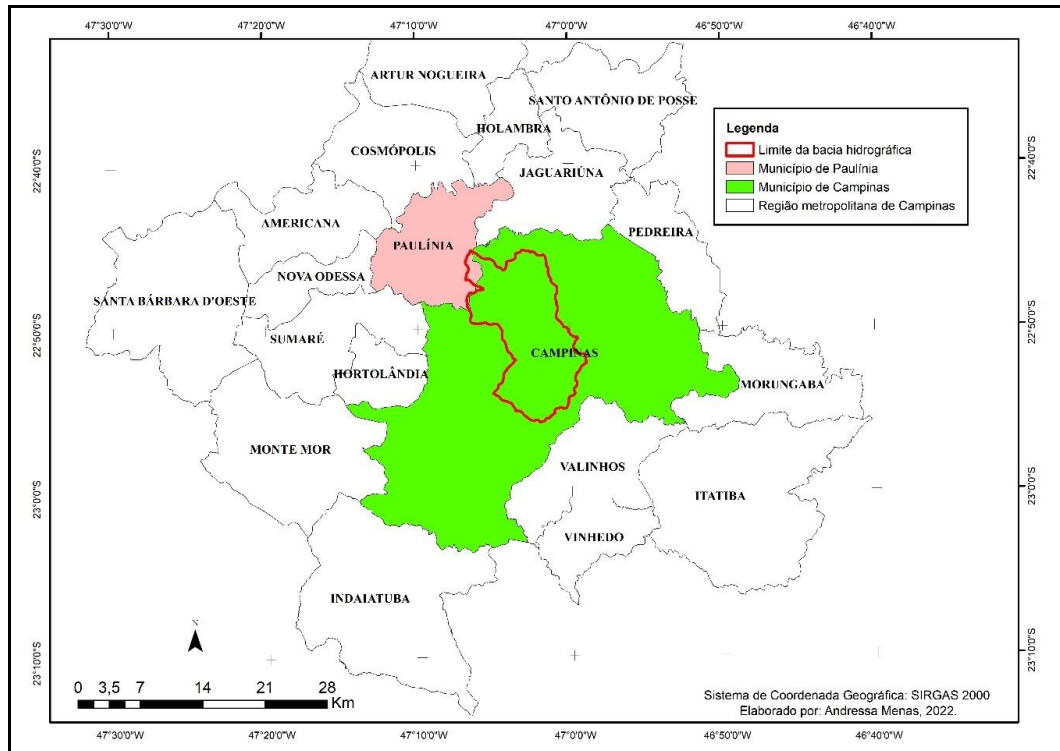 47°30'0"W 47°20'0"W 47°10'0"W 47°0'0"W 46°50'0"W 46°40'0"W
ARTUR NOGUEIRA
SANTO ANTÔNIO DE POSSE
HOLAMBRA
COSMÓPOLIS
JAGUARIÚNA
Legenda
Limite da bacia hidrográfica
Município de Paulínia
Município de Campinas
Região metropolitana de Campinas
22°40'0"S 22°40'0"S
AMERICANA
PAULÍNIA
PEDREIRA
NOVA ODESSA
SANTA BÁRBARA D'OESTE
22°50'0"S 22°50'0"S
SUMARÉ
CAMPINAS
HORTOLÂNDIA
MORUNGABA
MONTE MOR
VALINHOS
ITATIBA
23°0'0"S 23°0'0"S
VINHEDO
INDAIATUBA
N
23°10'0"S 23°10'0"S
0 3,5 7 14 21 28
Km
Sistema de Coordenada Geográfica: SIRGAS 2000
Elaborado por: Andressa Menas, 2022.
47°30'0"W 47°20'0"W 47°10'0"W 47°0'0"W 46°50'0"W 46°40'0"W